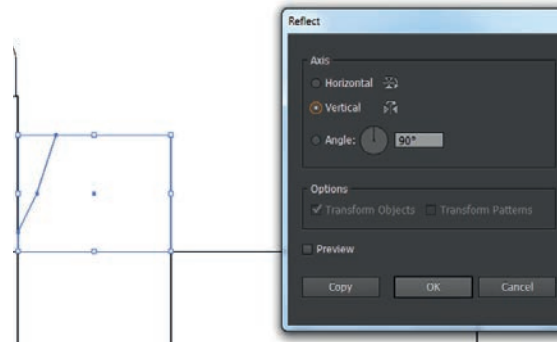 Reflect
Axis
Horizontal
Vertical
Angle: 90°
Options
Transform Objects Transform Patterns
Preview
Copy OK Cancel